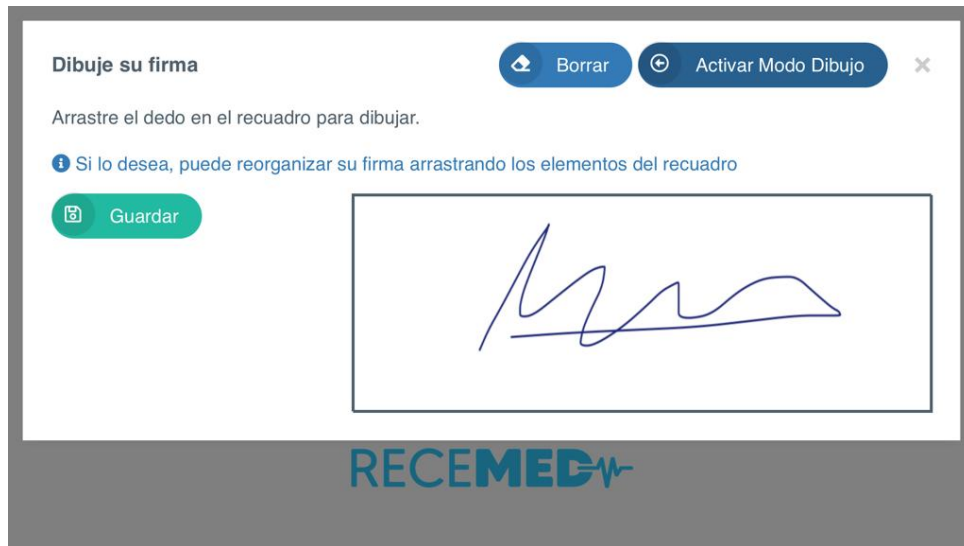 Dibuje su firma
Borrar
Activar Modo Dibujo
×
Arrastre el dedo en el recuadro para dibujar.
Si lo desea, puede reorganizar su firma arrastrando los elementos del recuadro
Guardar
RECEMED